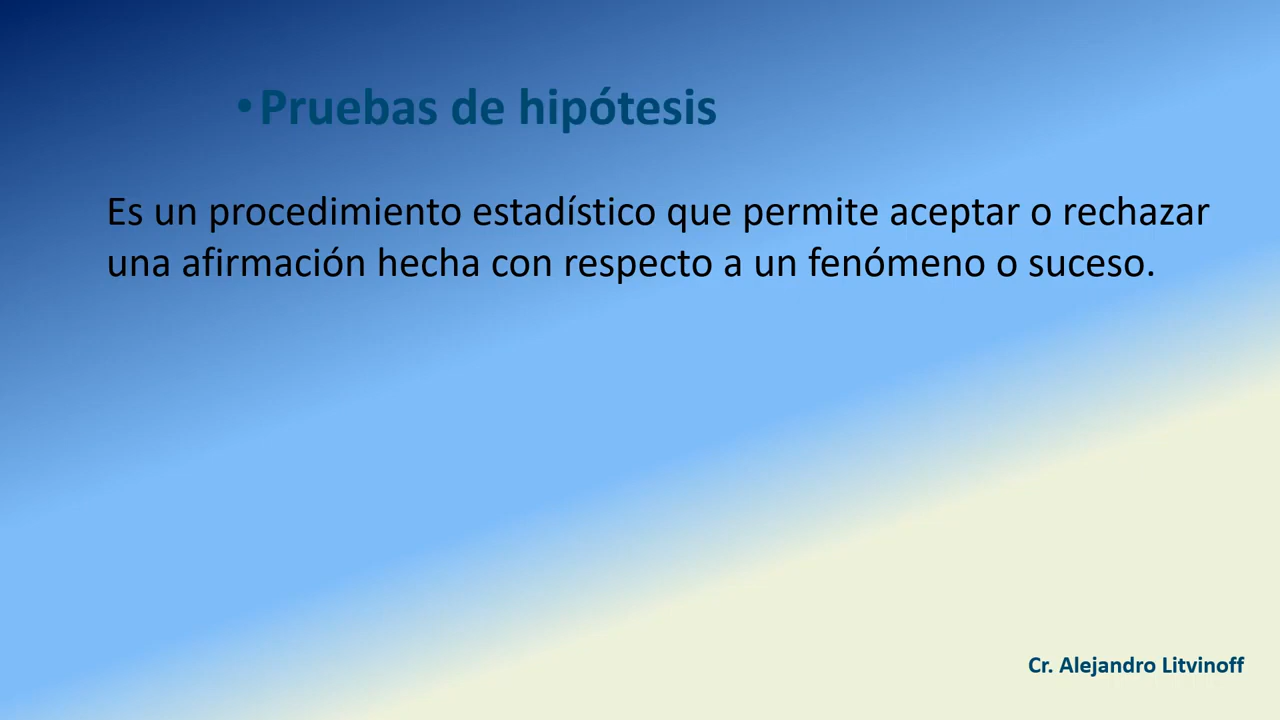 •Pruebas de hipótesis
Es un procedimiento estadístico que permite aceptar o rechazar
una afirmación hecha con respecto a un fenómeno o suceso.
Cr. Alejandro Litvinoff